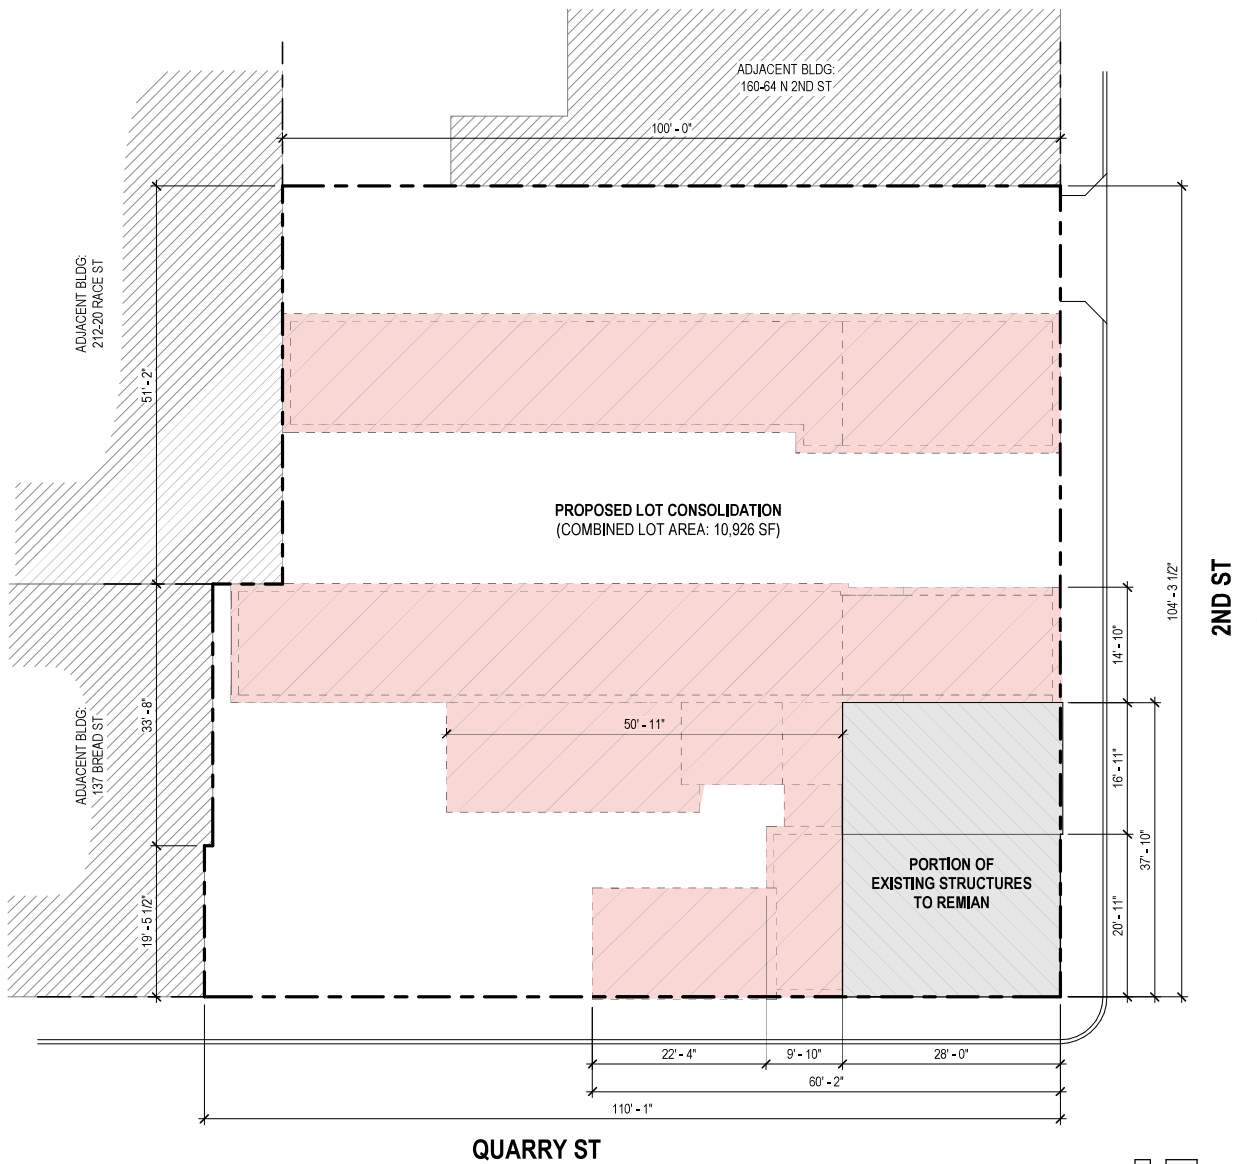 ADJACENT BLDG:
160-64 N 2ND ST
100' - 0"
ADJACENT BLDG:
212-20 RACE ST
51' - 2"
PROPOSED LOT CONSOLIDATION
(COMBINED LOT AREA: 10,926 SF)
104' - 3 1/2"
2ND ST
14' - 10"
ADJACENT BLDG:
137 BREAD ST
33' - 8"
50' - 11"
16' - 11"
37' - 10"
PORTION OF
EXISTING STRUCTURES
TO REMIAN
20' - 11"
19' - 5 1/2"
22' - 4"
9' - 10"
28' - 0"
60' - 2"
110' - 1"
QUARRY ST